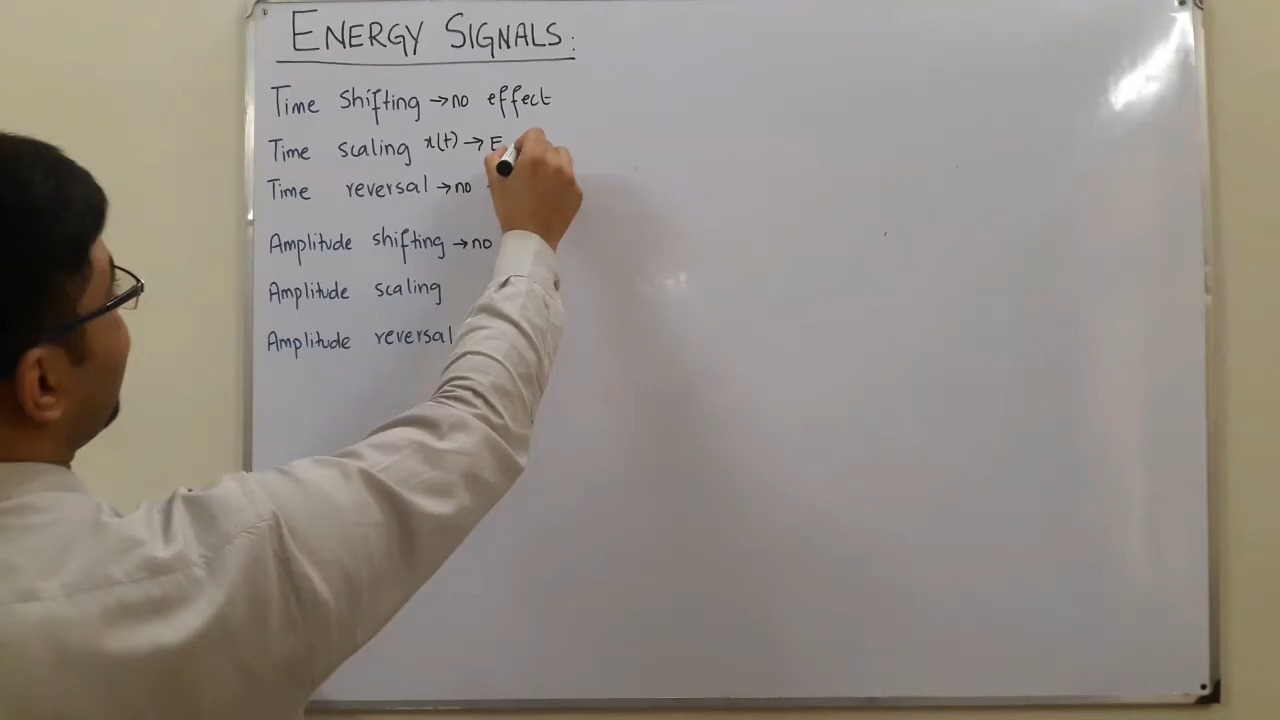 ENERGY SIGNALS:
Time shifting → no effect
Time scaling x(t) → E
Time reversal → no
Amplitude shifting → no
Amplitude scaling
Amplitude reversal